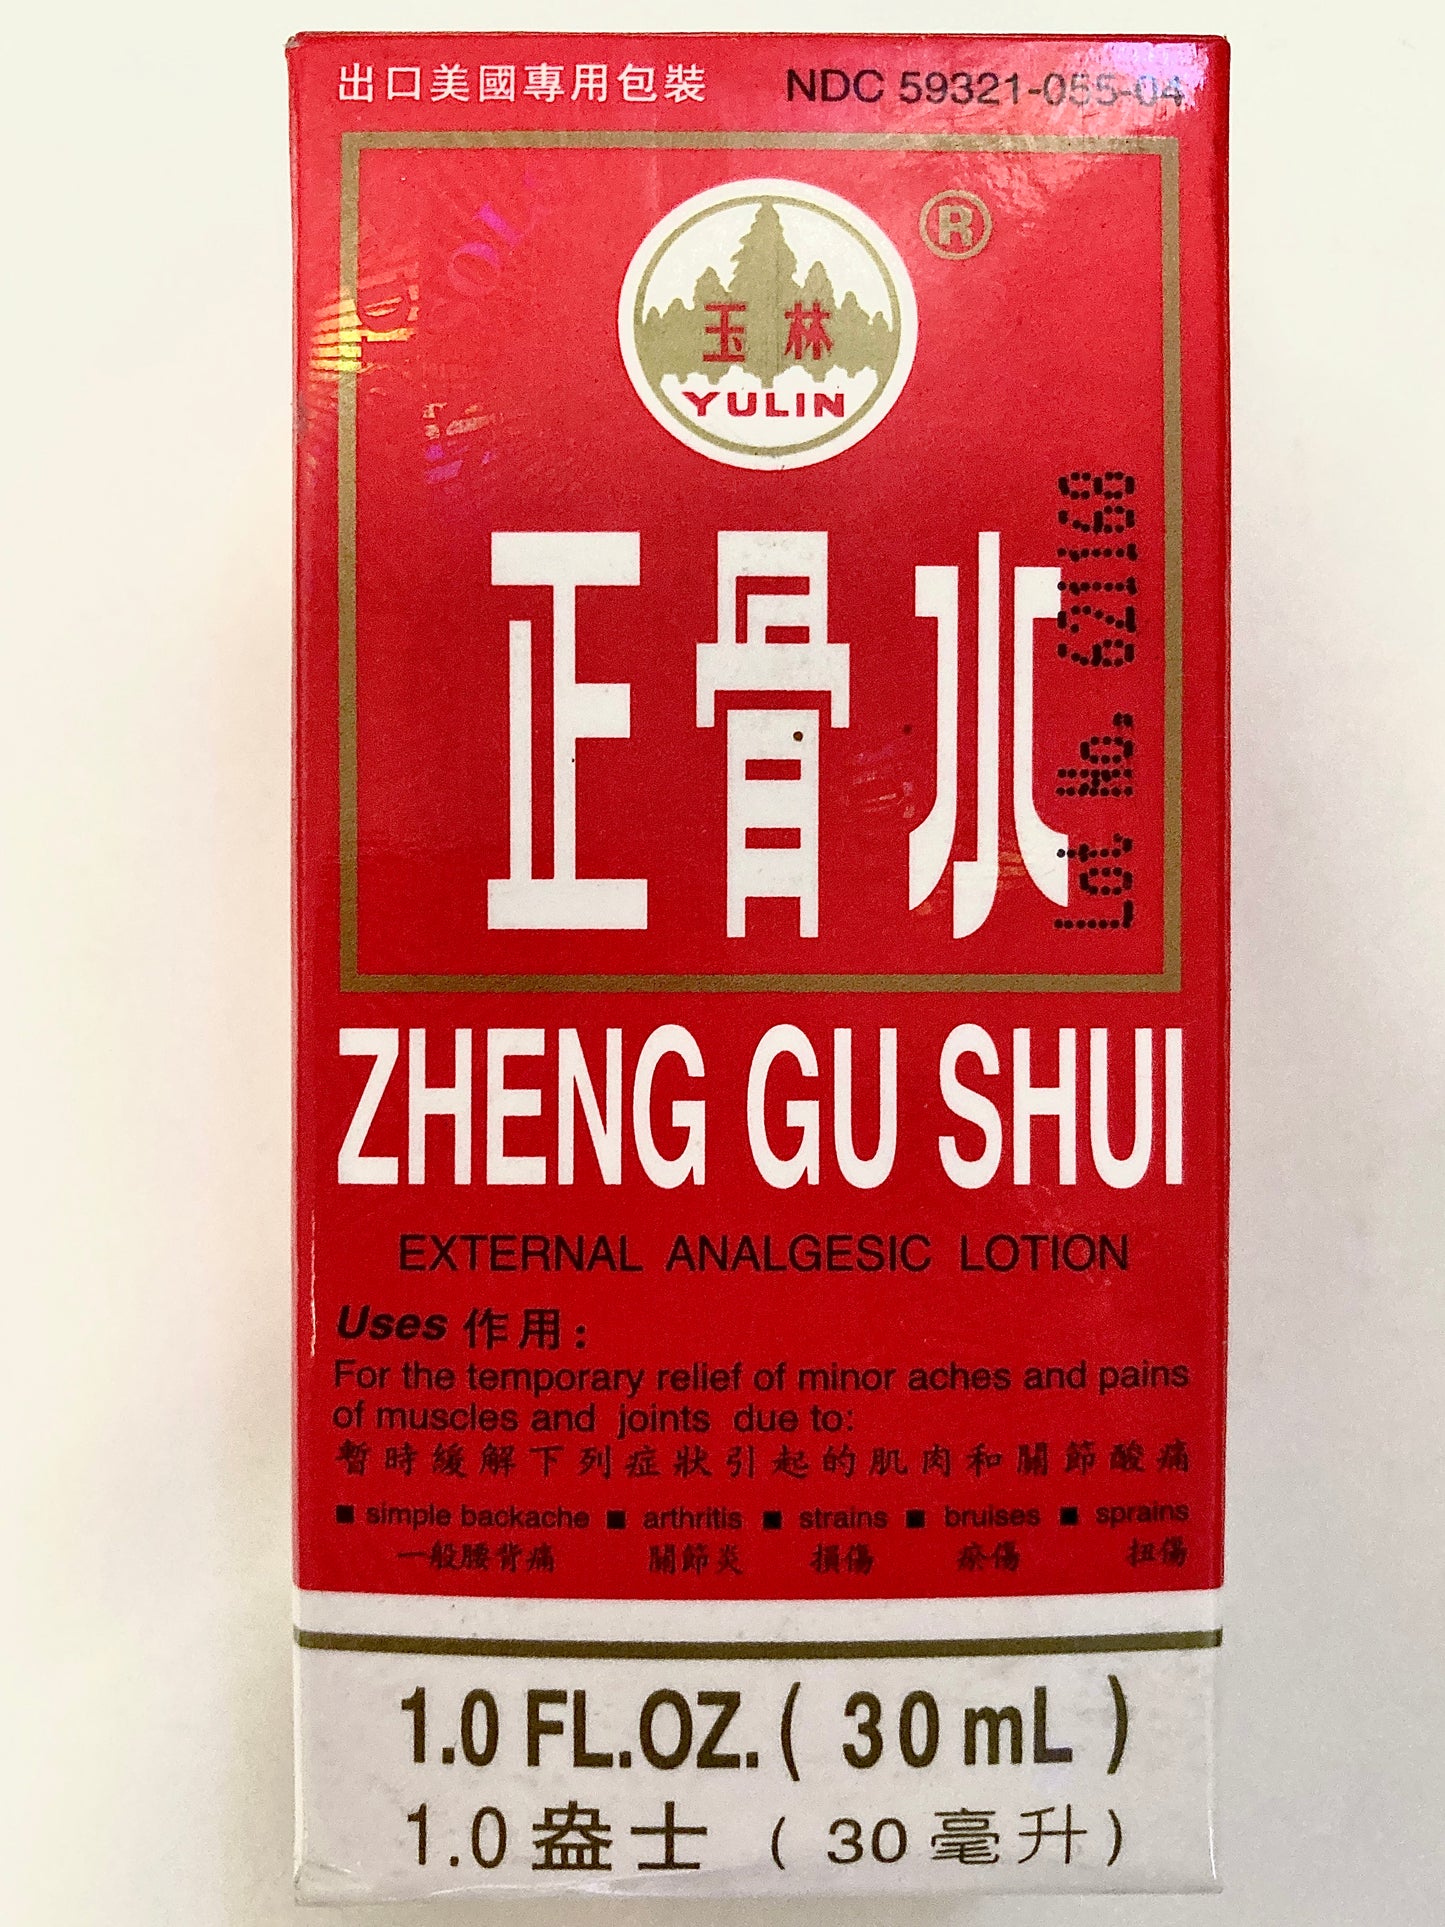 出口美國專用包裝 NDC 59321-055-04
®
玉林
YULIN
正骨水
Lot No. 621168
ZHENG GU SHUI
EXTERNAL ANALGESIC LOTION
Uses 作用:
For the temporary relief of minor aches and pains
of muscles and joints due to:
暫時緩解下列症狀引起的肌肉和關節酸痛
■ simple backache ■ arthritis ■ strains ■ bruises ■ sprains
一般腰背痛 關節炎 損傷 瘀傷 扭傷
1.0 FL.OZ. ( 30 mL )
1.0 盎士 ( 30 毫升 )